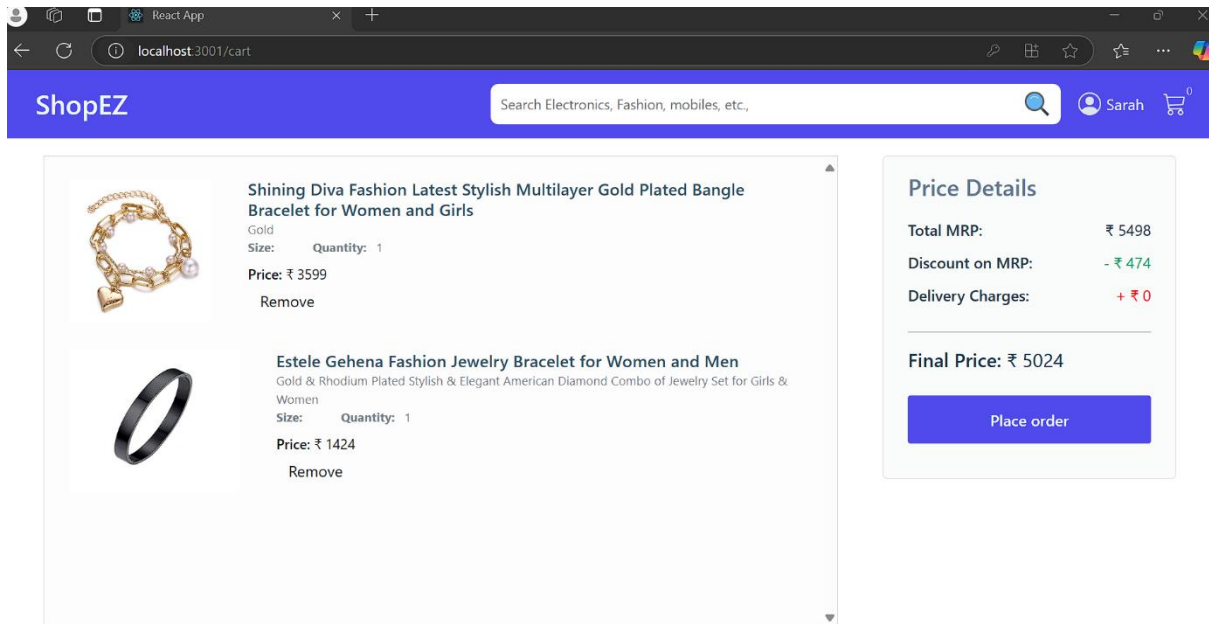 React App
localhost:3001/cart
ShopEZ
Search Electronics, Fashion, mobiles, etc.,
Sarah
0
Shining Diva Fashion Latest Stylish Multilayer Gold Plated Bangle
Bracelet for Women and Girls
Gold
Size: Quantity: 1
Price: ₹ 3599
Remove
Estele Gehena Fashion Jewelry Bracelet for Women and Men
Gold & Rhodium Plated Stylish & Elegant American Diamond Combo of Jewelry Set for Girls &
Women
Size: Quantity: 1
Price: ₹ 1424
Remove
Price Details
Total MRP: ₹ 5498
Discount on MRP: - ₹ 474
Delivery Charges: + ₹ 0
Final Price: ₹ 5024
Place order